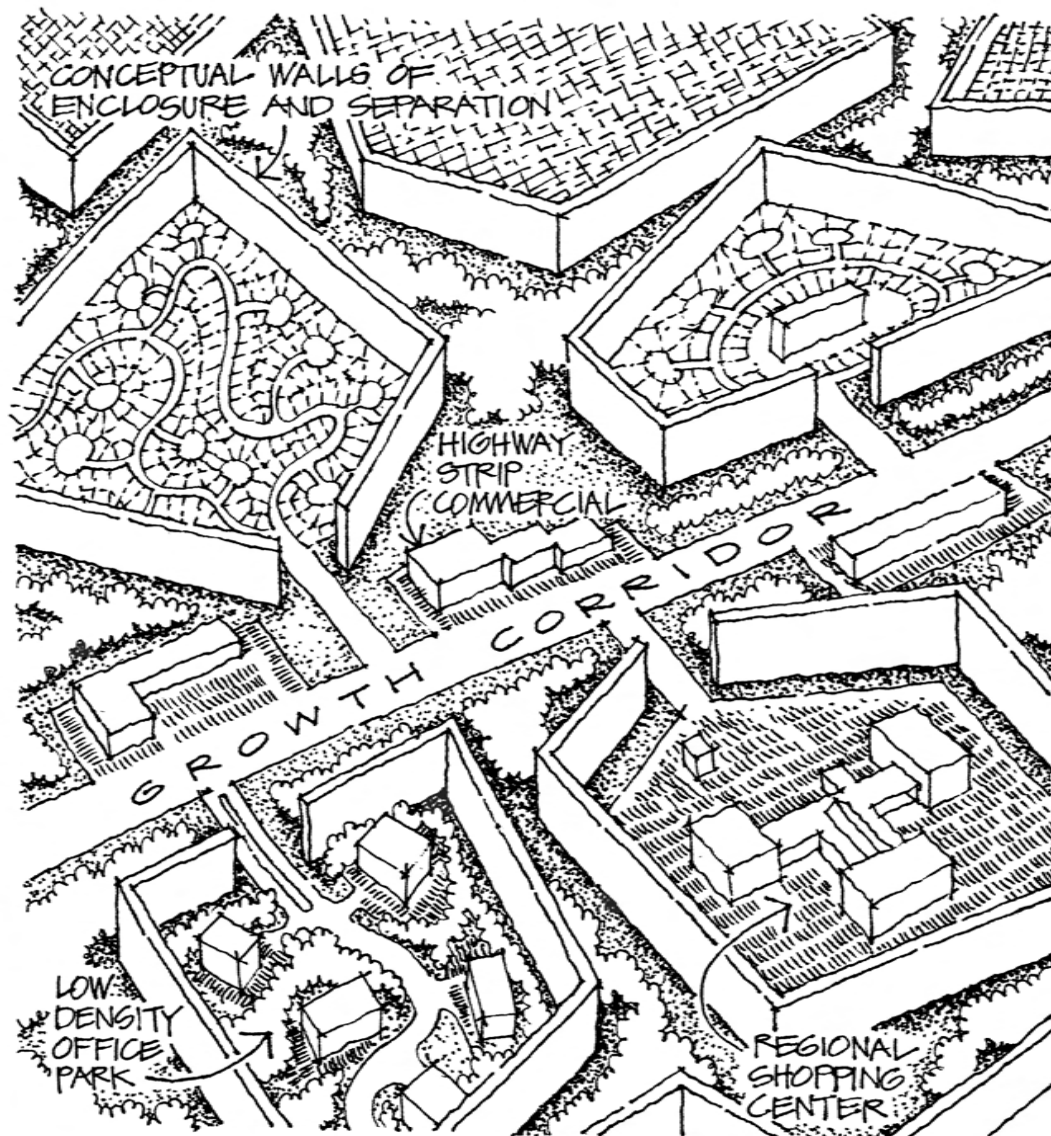 CONCEPTUAL WALLS OF
ENCLOSURE AND SEPARATION
HIGHWAY
STRIP
COMMERCIAL
GROWTH CORRIDOR
LOW
DENSITY
OFFICE
PARK
REGIONAL
SHOPPING
CENTER